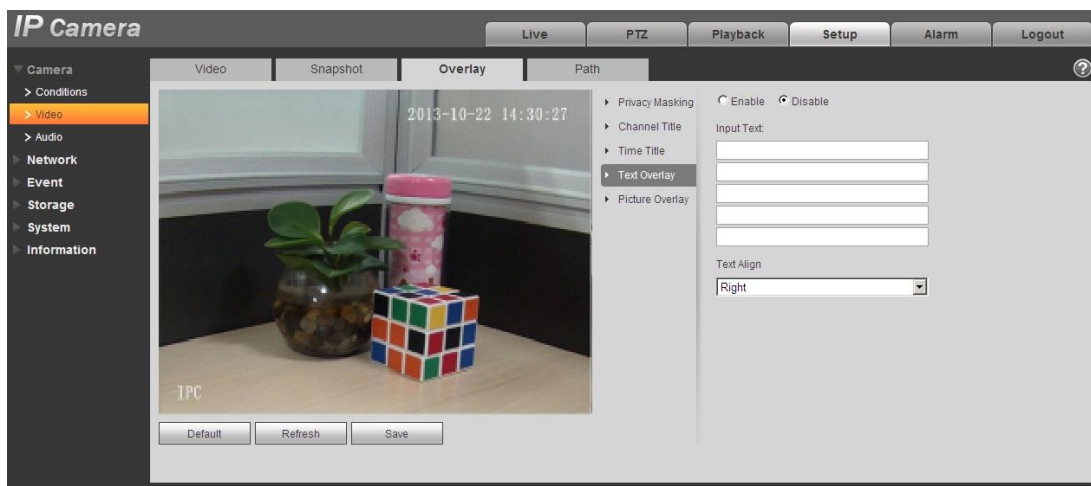 IP Camera
Live
PTZ
Playback
Setup
Alarm
Logout
Camera
Conditions
Video
Audio
Network
Event
Storage
System
Information
Video
Snapshot
Overlay
Path
?
2013-10-22 14:30:27
IPC
Privacy Masking
Channel Title
Time Title
Text Overlay
Picture Overlay
Enable Disable
Input Text:
Text Align
Right
Default
Refresh
Save